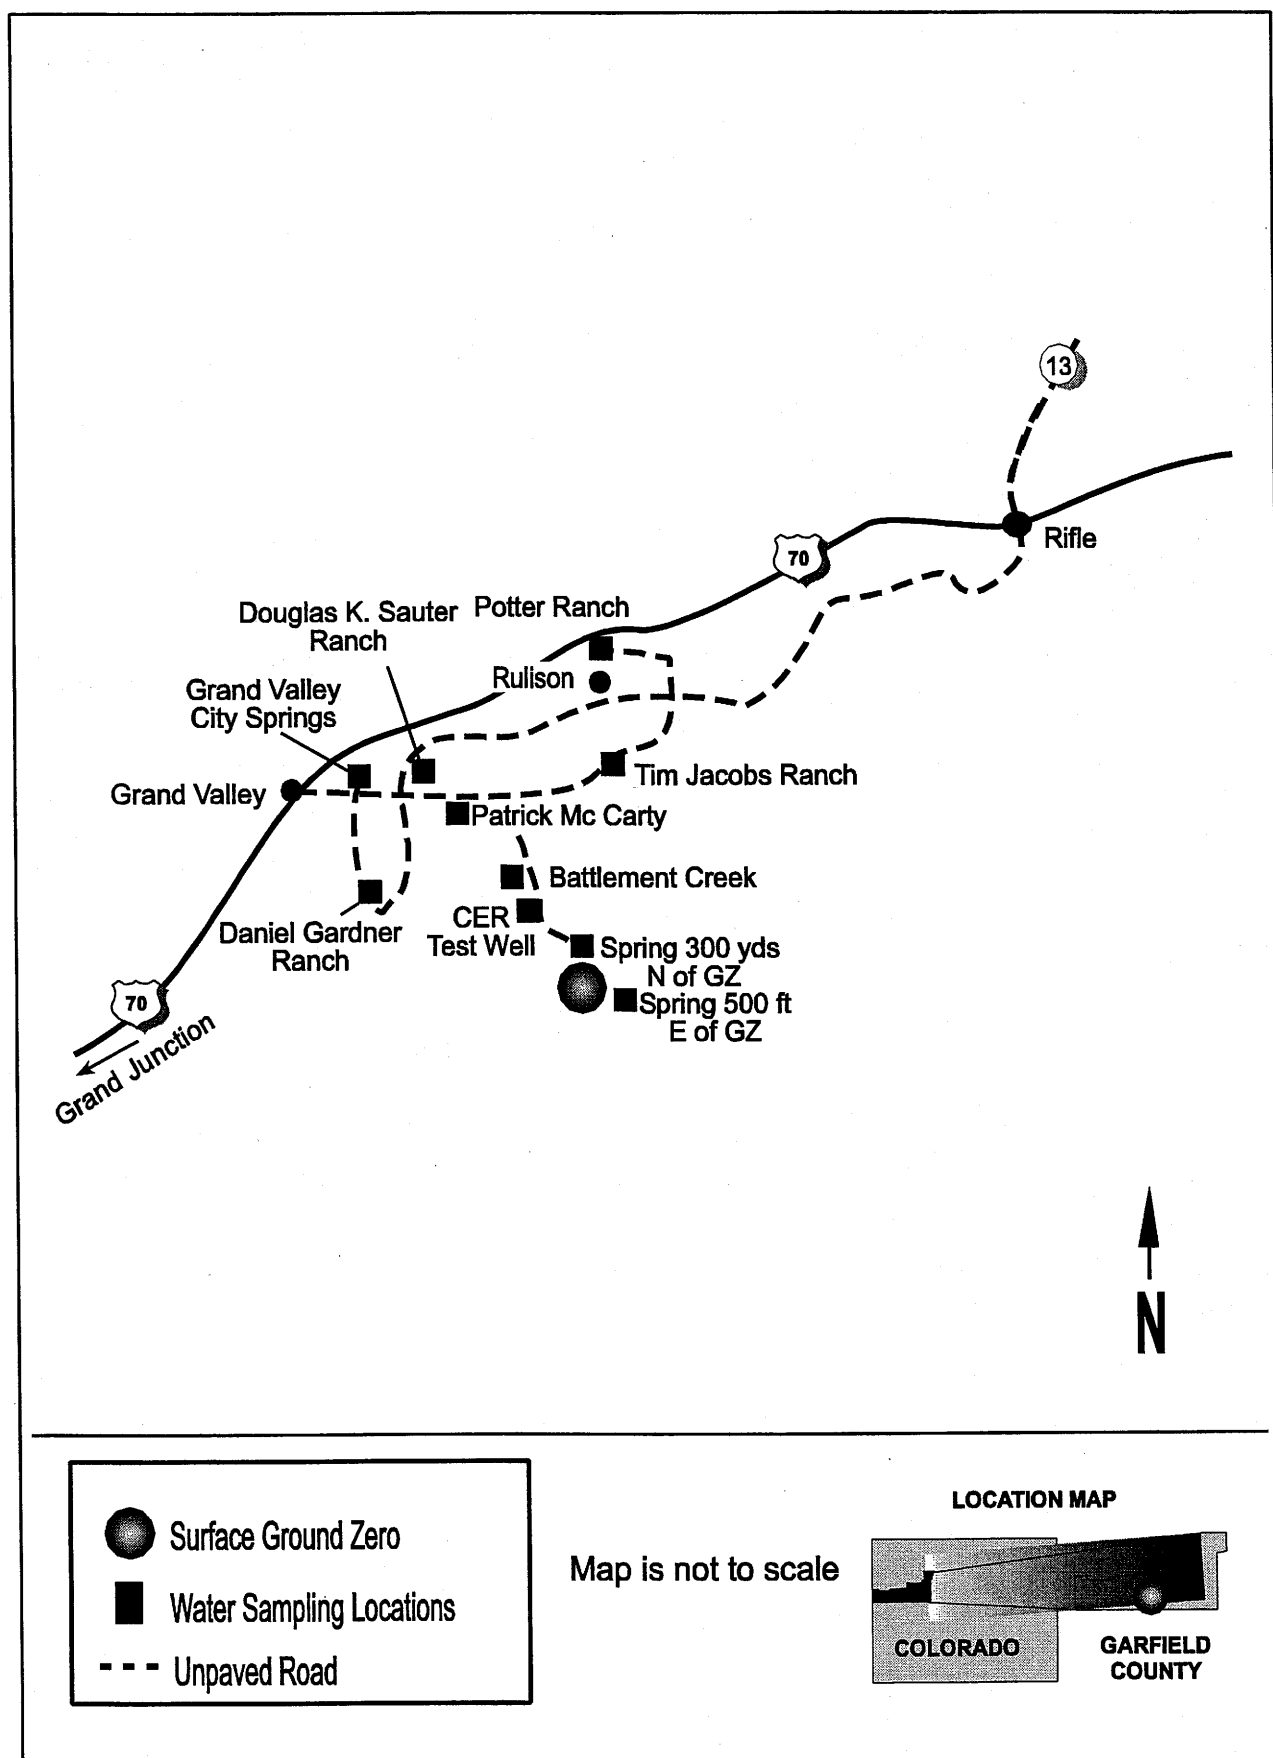 13
70
Rifle
Douglas K. Sauter
Ranch
Potter Ranch
Rulison
Grand Valley
City Springs
Grand Valley
Tim Jacobs Ranch
Patrick Mc Carty
Battlement Creek
CER
Test Well
Daniel Gardner
Ranch
Spring 300 yds
N of GZ
Spring 500 ft
E of GZ
70
Grand Junction
N
Surface Ground Zero
Water Sampling Locations
Unpaved Road
Map is not to scale
LOCATION MAP
COLORADO
GARFIELD
COUNTY